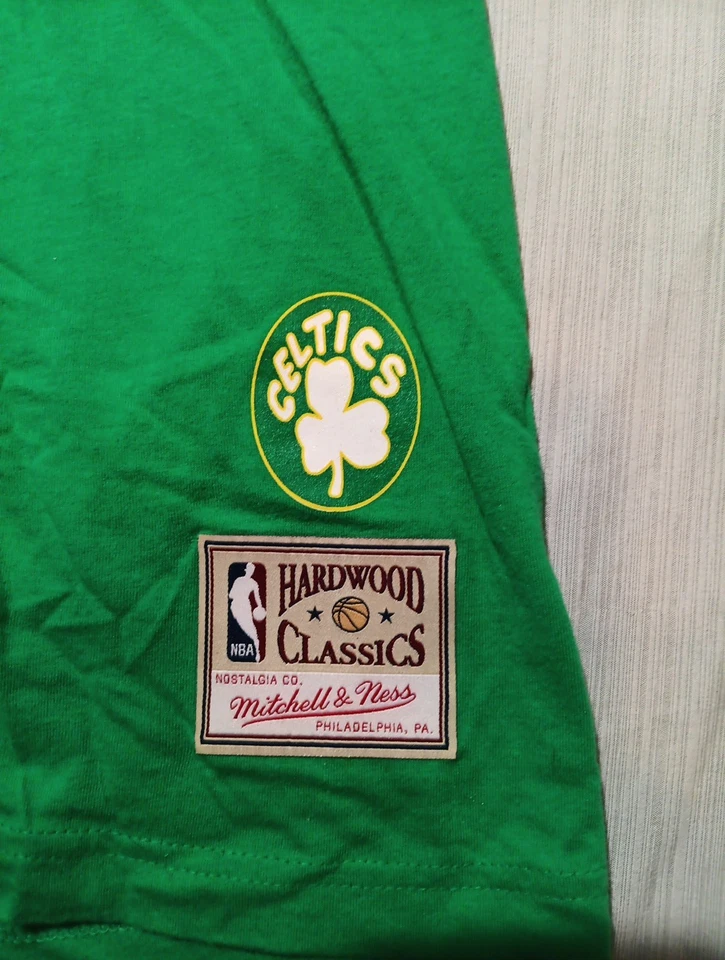 CELTICS
HARDWOOD
CLASSICS
NBA
NOSTALGIA CO.
Mitchell & Ness
PHILADELPHIA, PA.